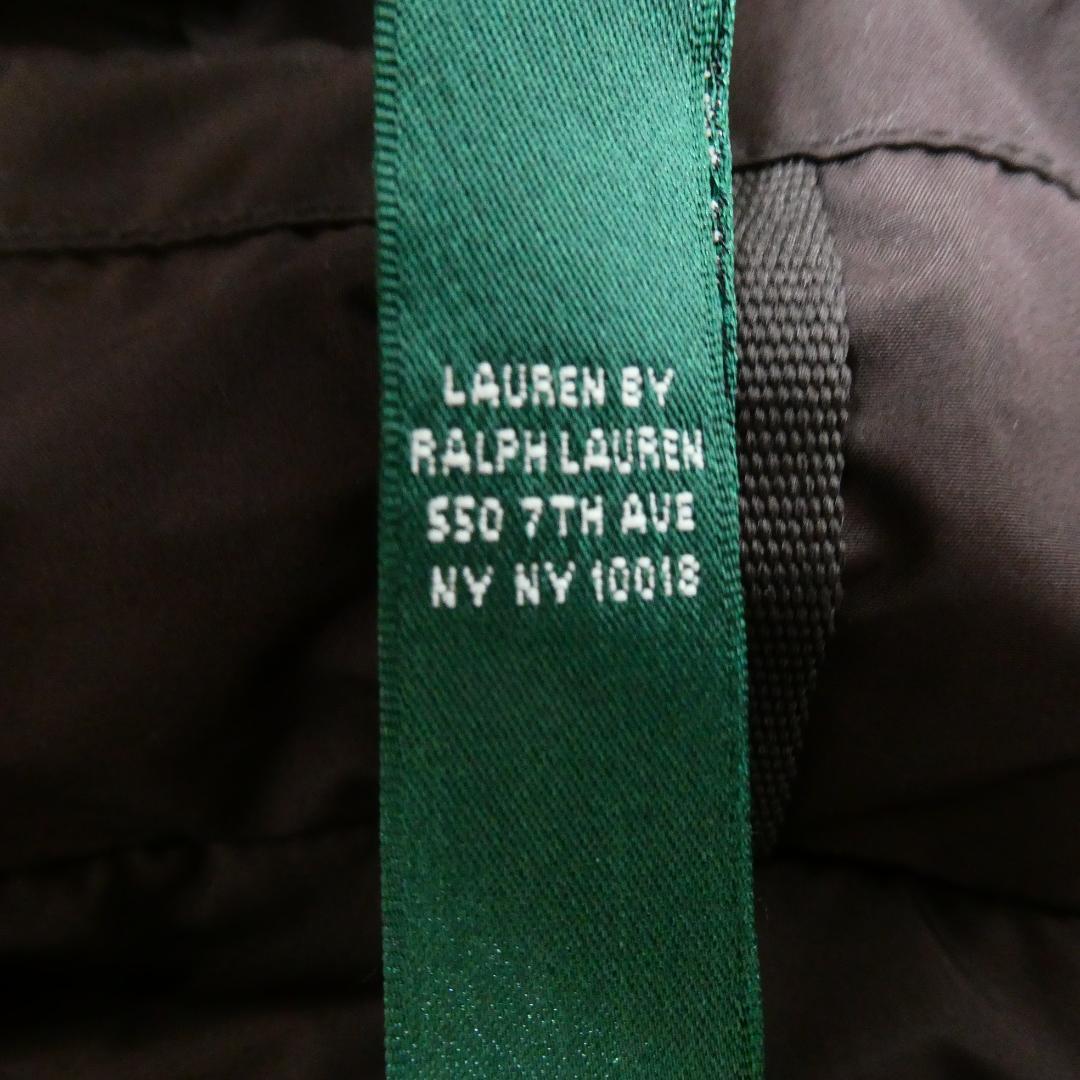 LAUREN BY
RALPH LAUREN
550 7TH AVE
NY NY 10018